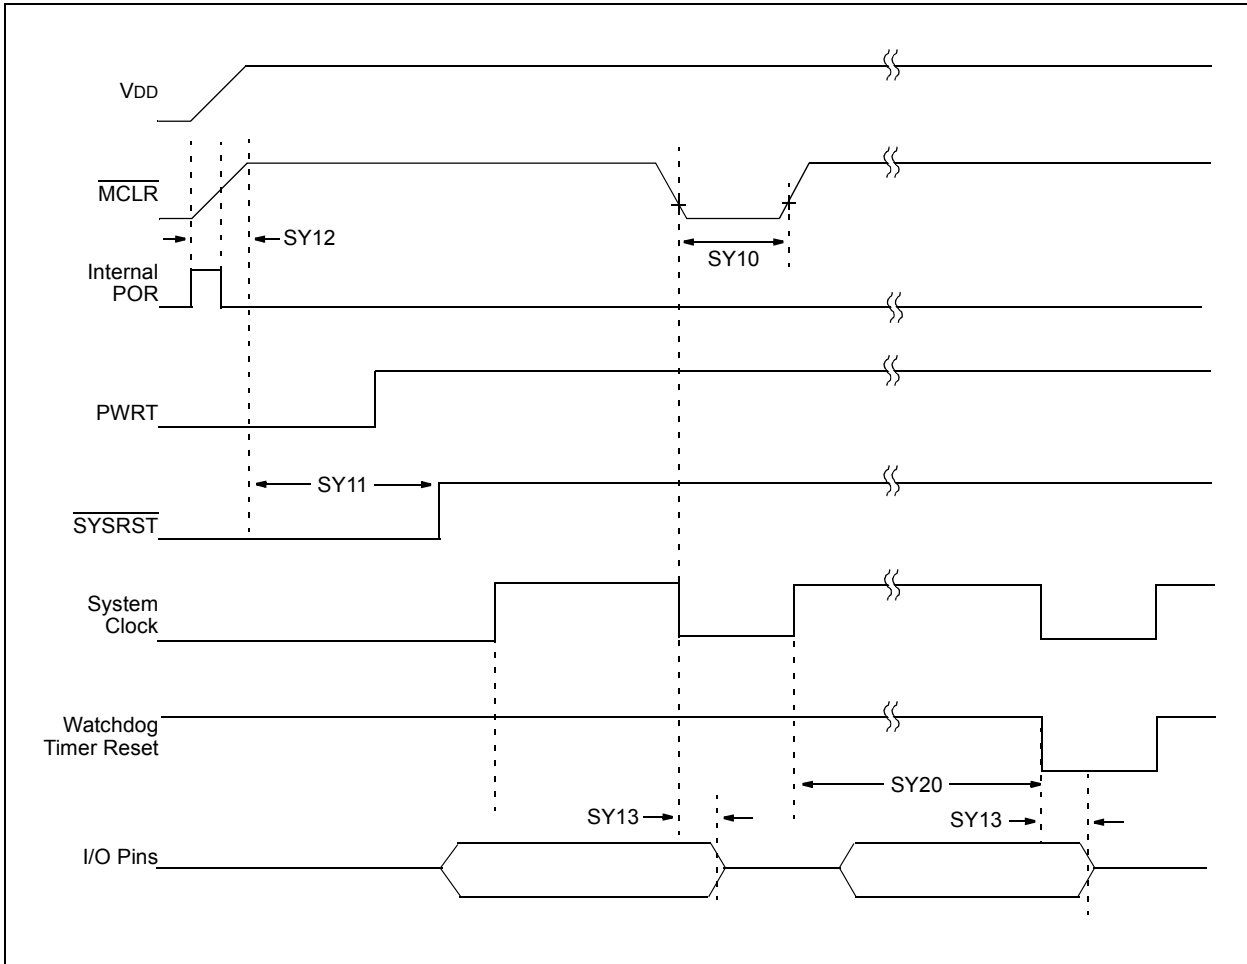 VDD
MCLR
SY12
SY10
Internal
POR
PWRT
SY11
SYSRST
System
Clock
Watchdog
Timer Reset
SY20
SY13
SY13
I/O Pins